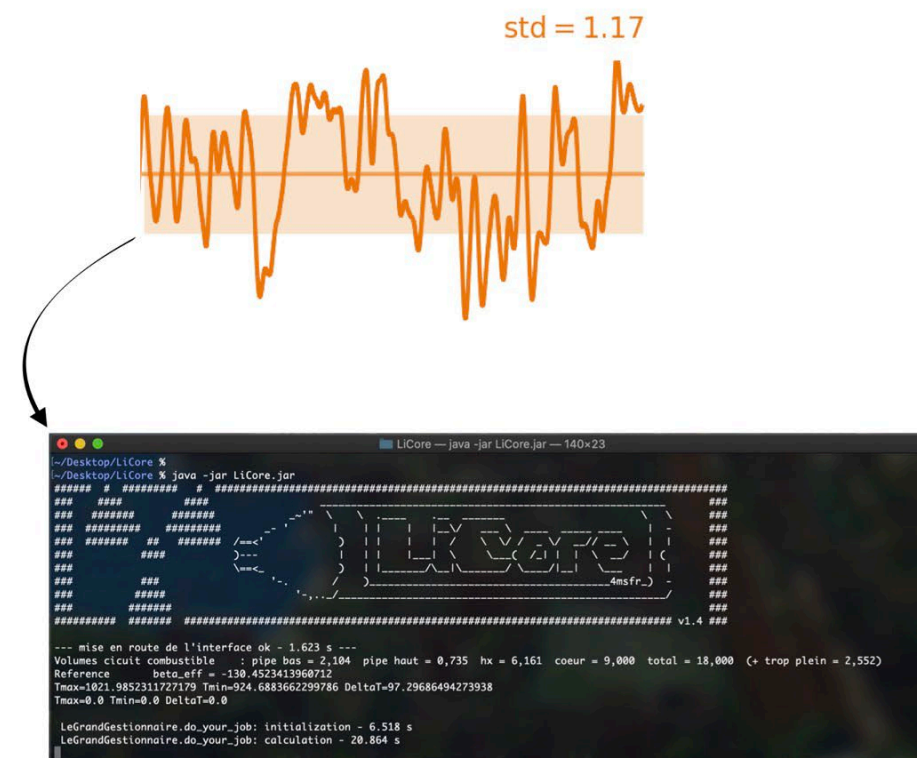 std = 1.17
LiCore — java -jar LiCore.jar — 140×23
[~/Desktop/LiCore %
[~/Desktop/LiCore % java -jar LiCore.jar
LiCore
4msfr_)
v1.4 ###
--- mise en route de l'interface ok - 1.623 s ---
Volumes cicuit combustible : pipe bas = 2,104 pipe haut = 0,735 hx = 6,161 coeur = 9,000 total = 18,000 (+ trop plein = 2,552)
Reference beta_eff = -130.4523413960712
Tmax=1021.9852311727179 Tmin=924.6883662299786 DeltaT=97.29686494273938
Tmax=0.0 Tmin=0.0 DeltaT=0.0
LeGrandGestionnaire.do_your_job: initialization - 6.518 s
LeGrandGestionnaire.do_your_job: calculation - 20.864 s